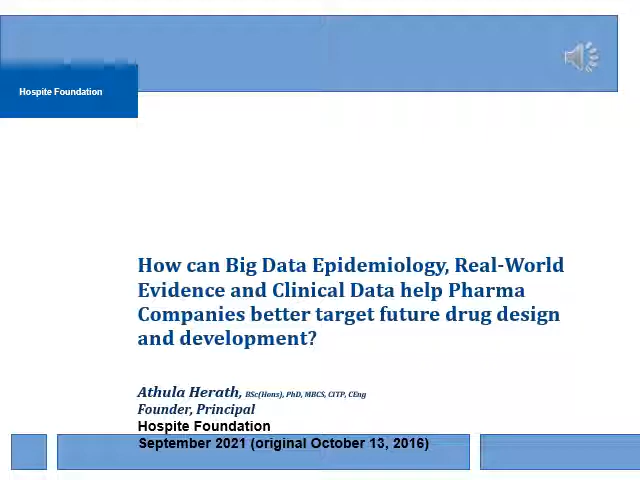 Hospite Foundation
How can Big Data Epidemiology, Real-World
Evidence and Clinical Data help Pharma
Companies better target future drug design
and development?
Athula Herath, BSc(Hons), PhD, MBCS, CITP, CEng
Founder, Principal
Hospite Foundation
September 2021 (original October 13, 2016)